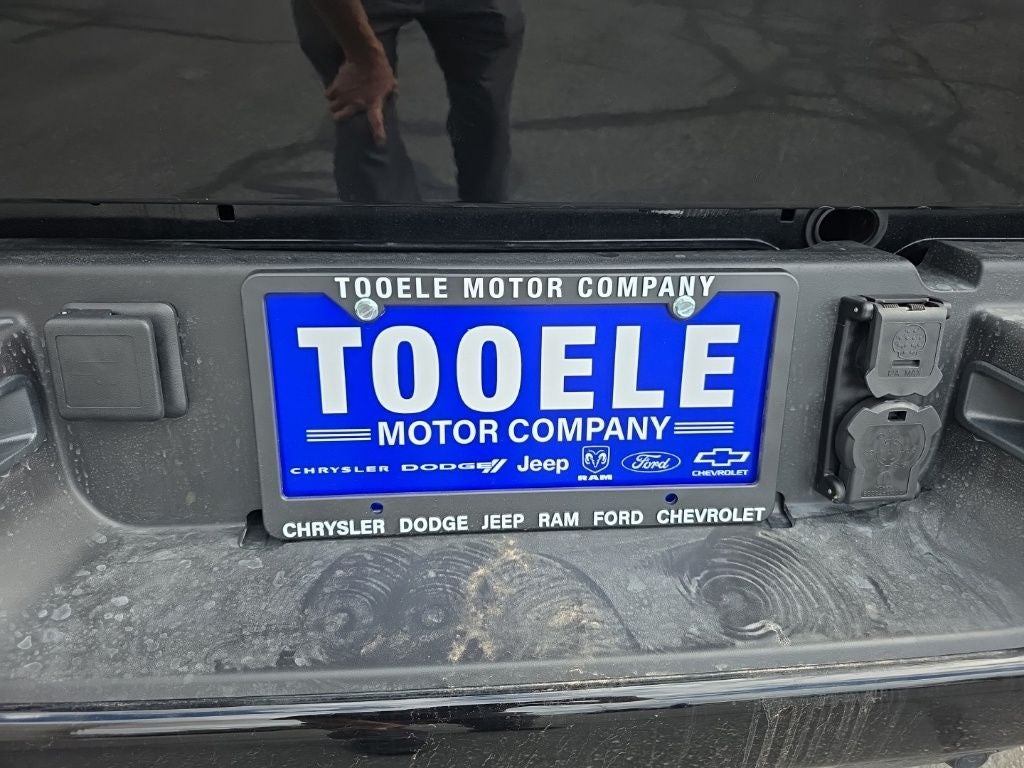 TOOELE MOTOR COMPANY
TOOELE
MOTOR COMPANY
CHRYSLER DODGE Jeep RAM Ford CHEVROLET
CHRYSLER DODGE JEEP RAM FORD CHEVROLET